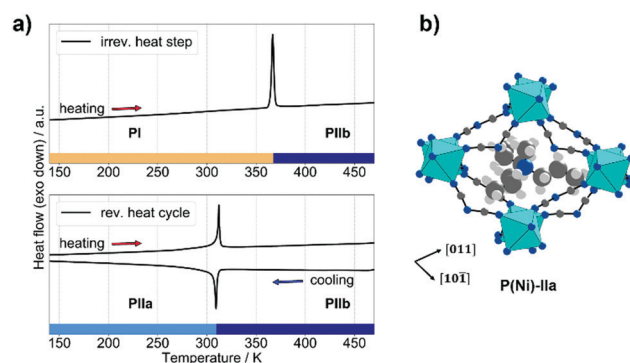 a)
irrev. heat step
heating
PI
PIIb
150 200 250 300 350 400 450
rev. heat cycle
heating
cooling
PIIa
PIIb
150 200 250 300 350 400 450
Temperature / K
Heat flow (exo down) / a.u.
b)
[011]
[101̅]
P(Ni)-IIa